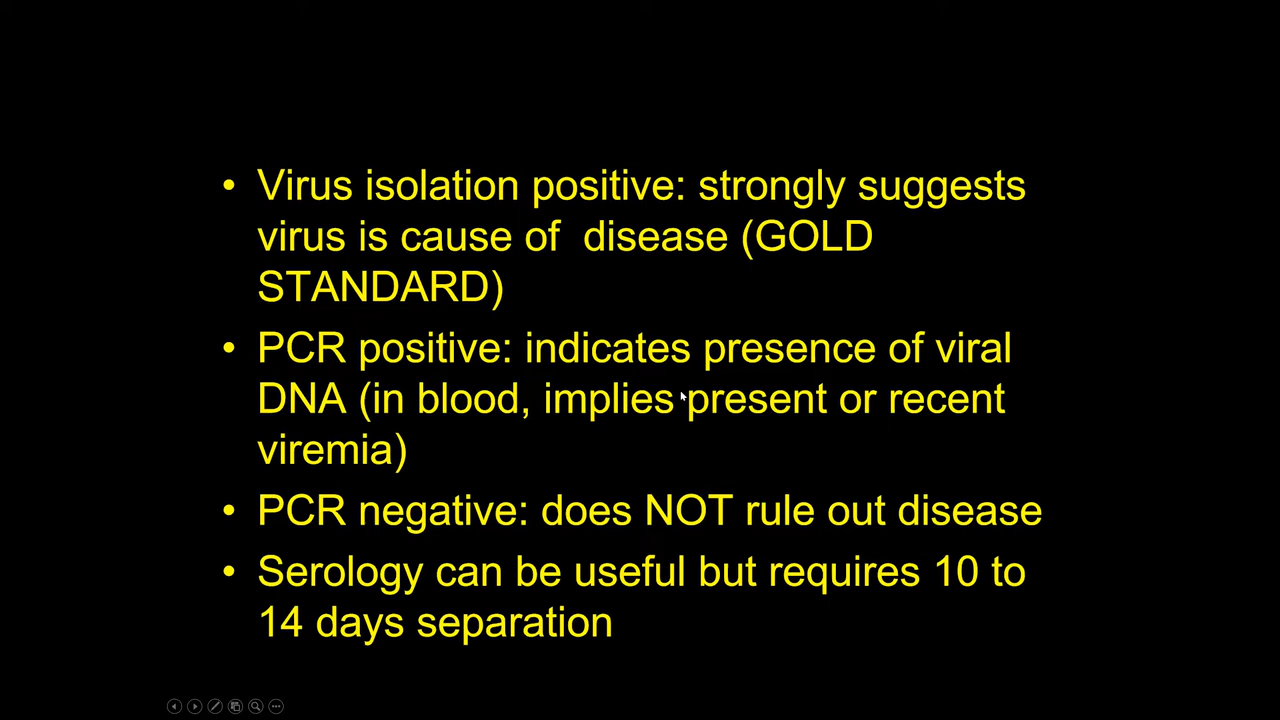 • Virus isolation positive: strongly suggests
virus is cause of  disease (GOLD
STANDARD)
• PCR positive: indicates presence of viral
DNA (in blood, implies present or recent
viremia)
• PCR negative: does NOT rule out disease
• Serology can be useful but requires 10 to
14 days separation